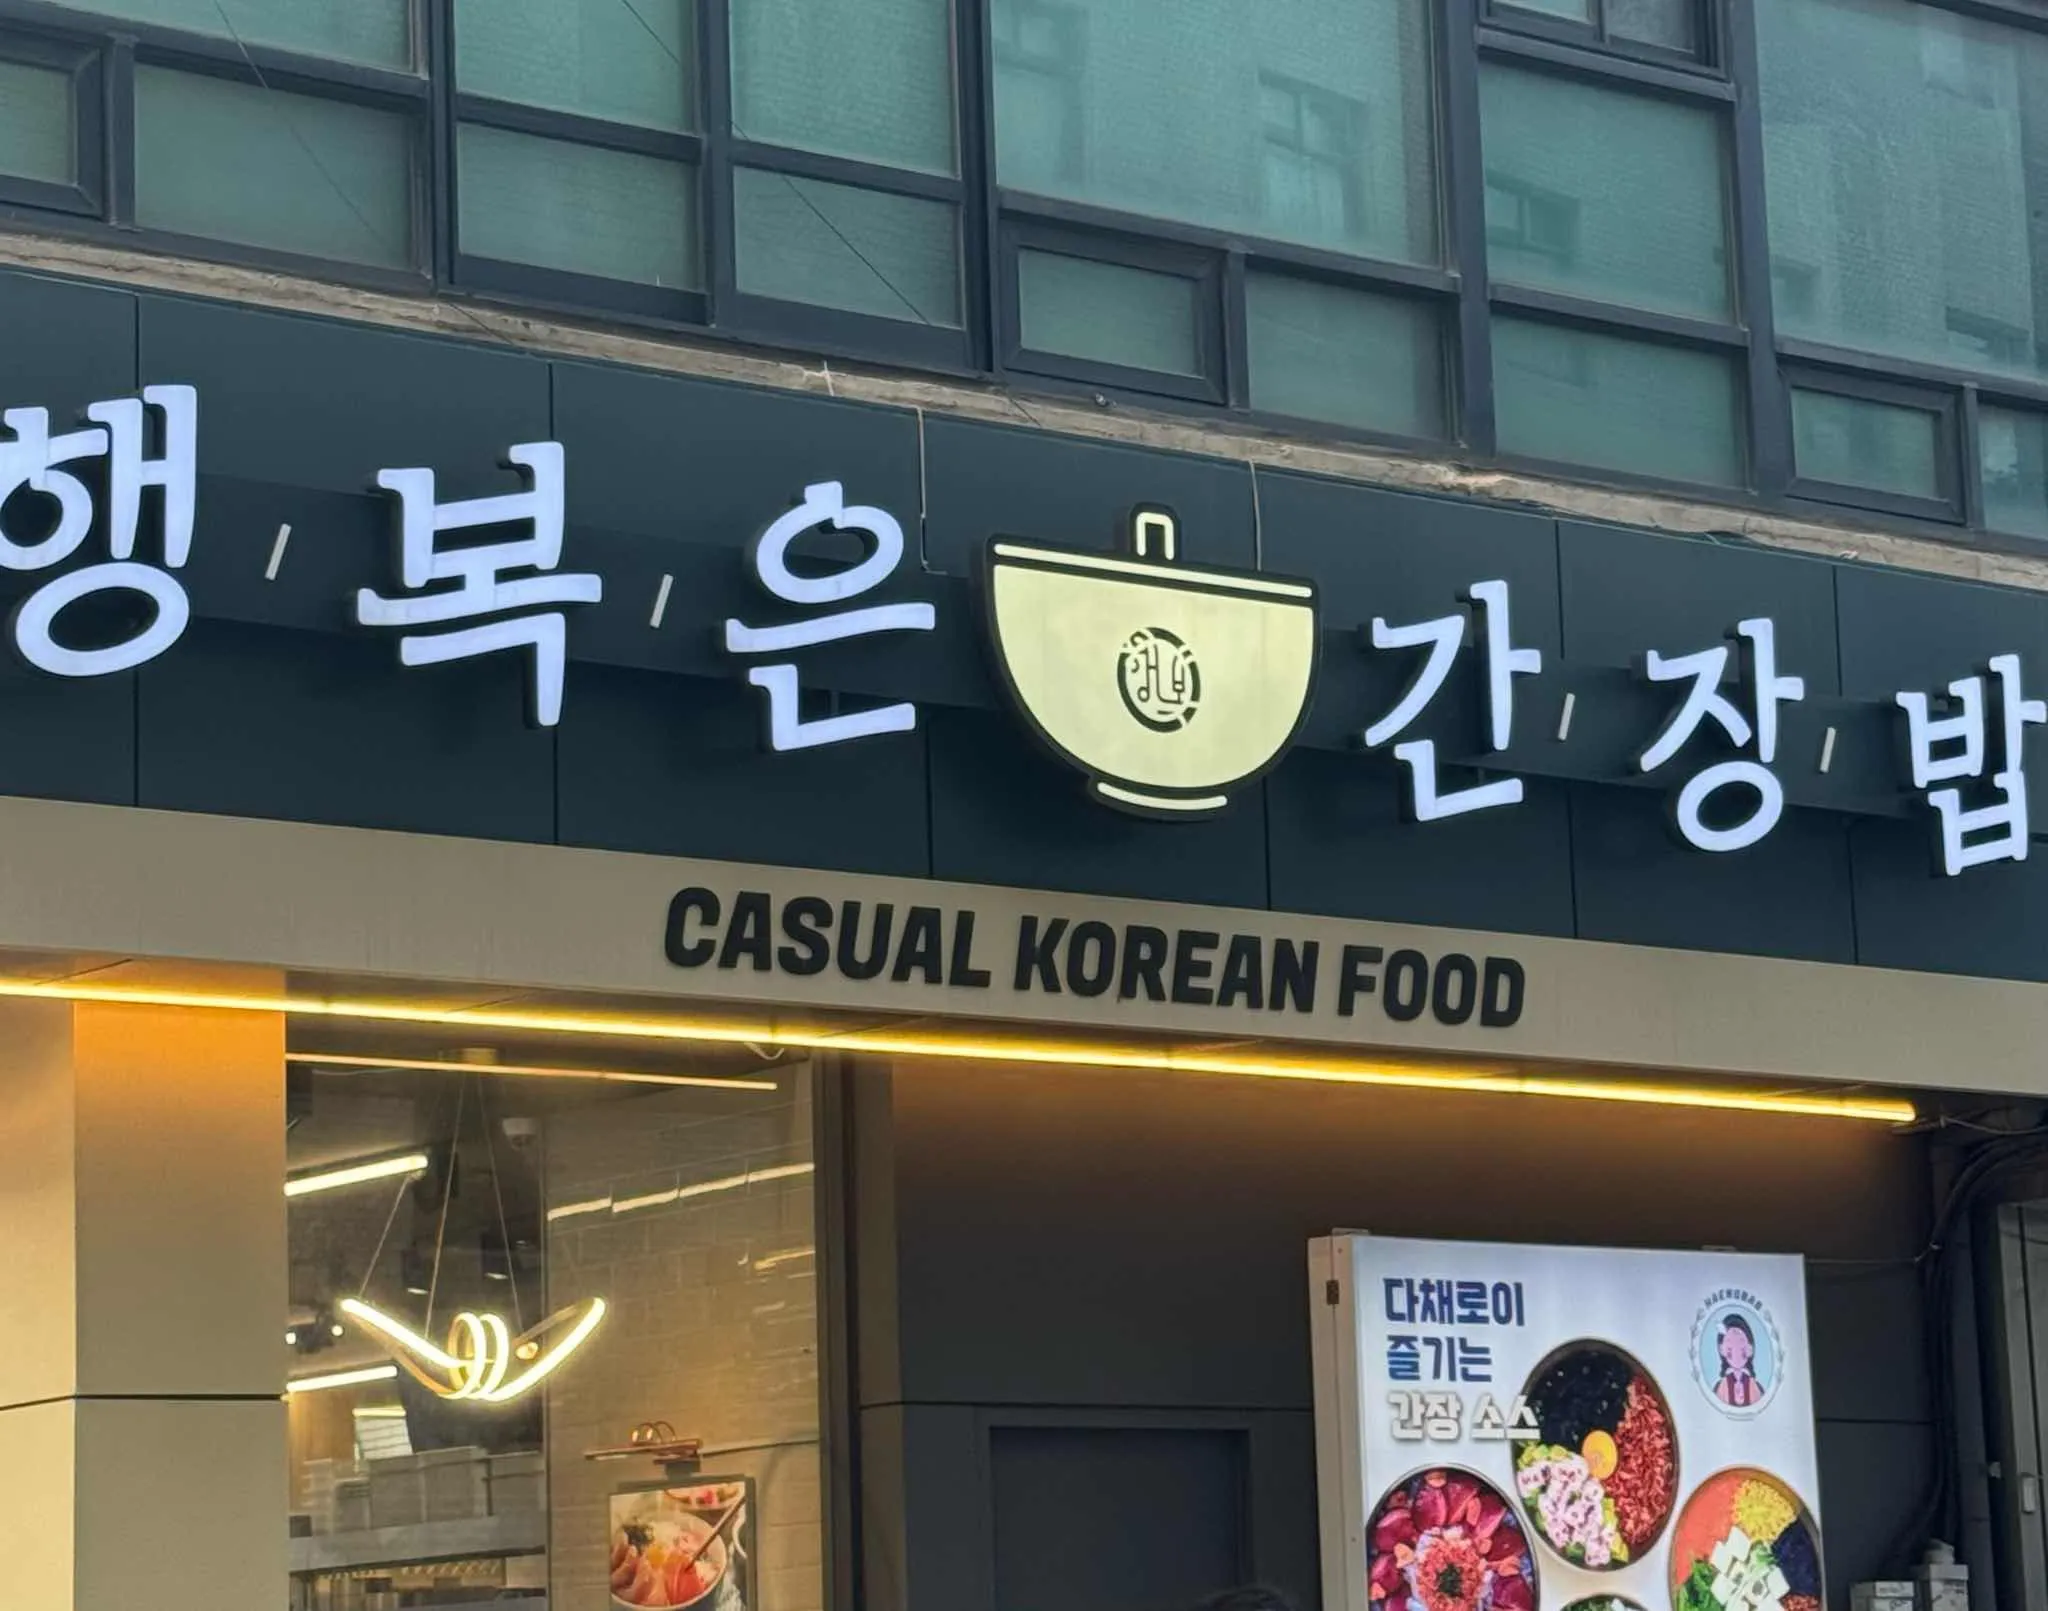 행복은 간장밥
CASUAL KOREAN FOOD
다채로이
즐기는
간장 소스
HAENGBAB